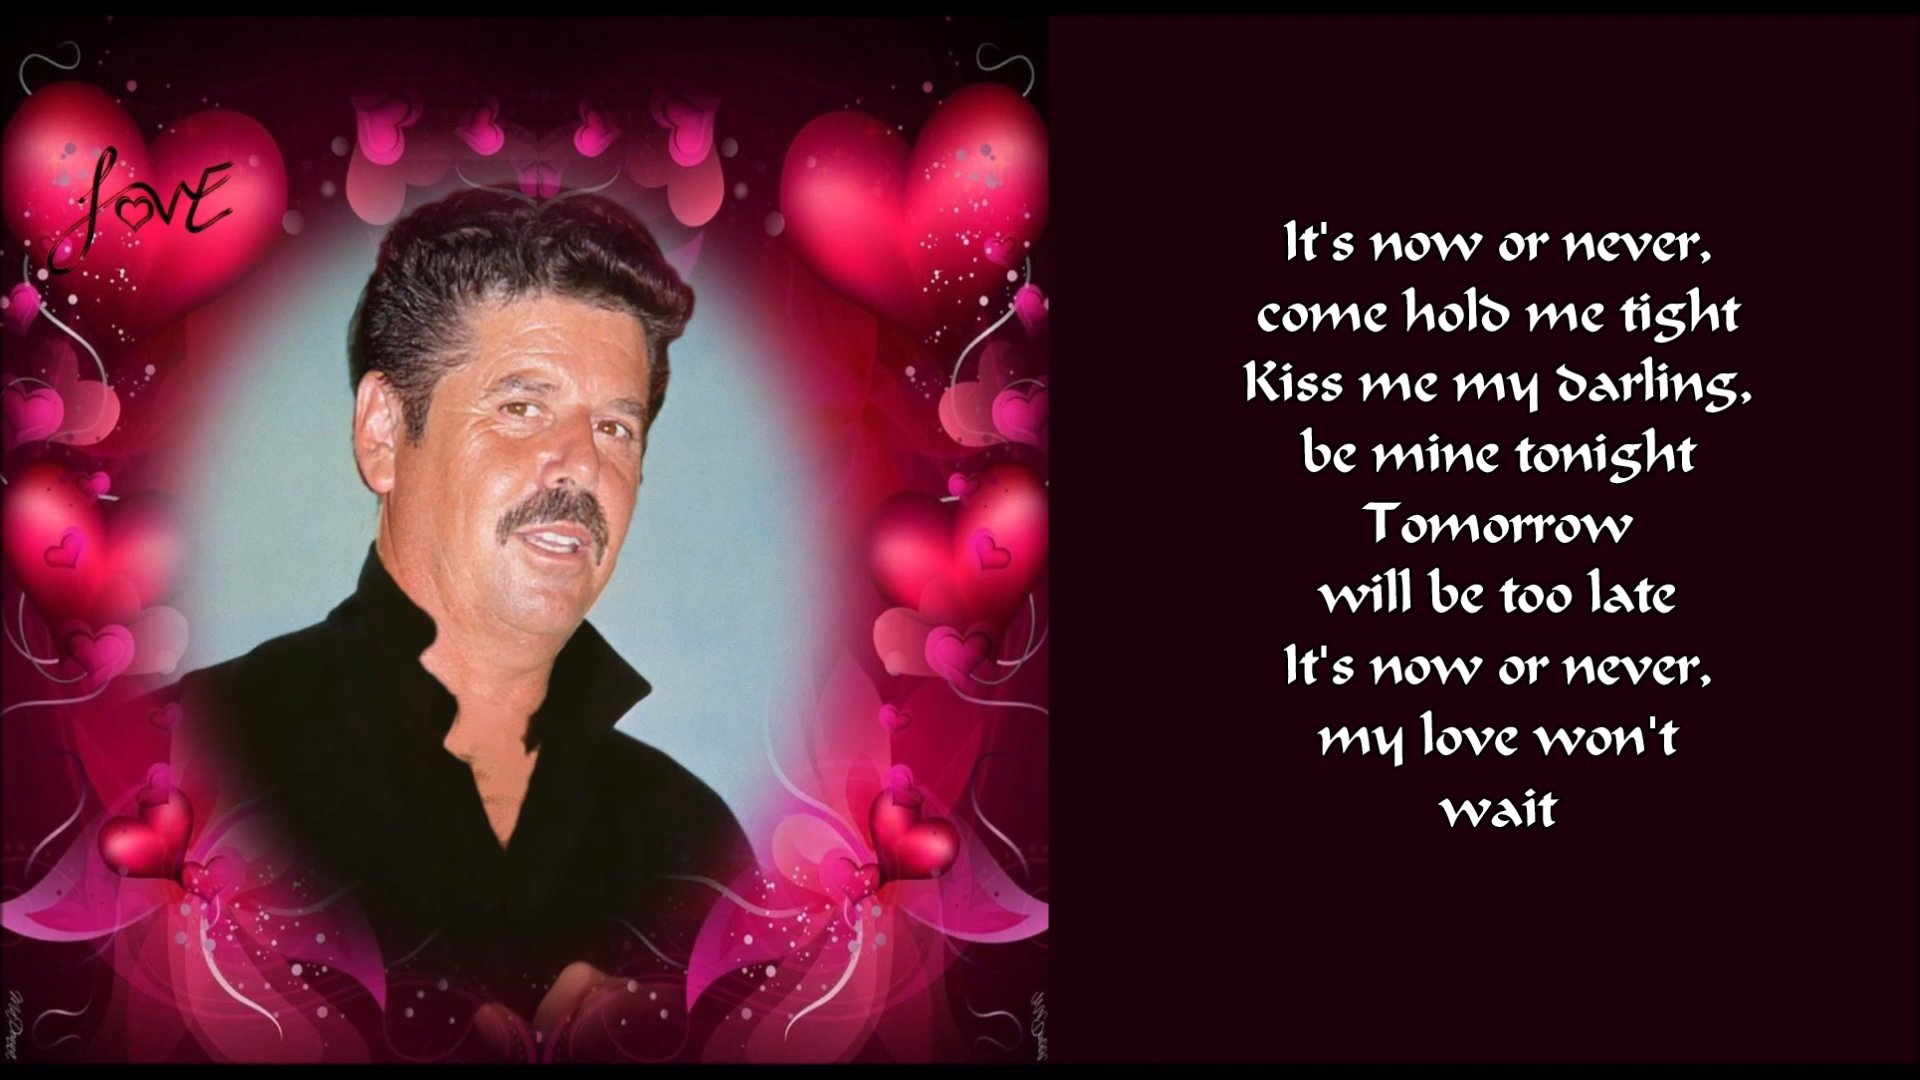 LOVE
It's now or never,
come hold me tight
Kiss me my darling,
be mine tonight
Tomorrow
will be too late
It's now or never,
my love won't
wait